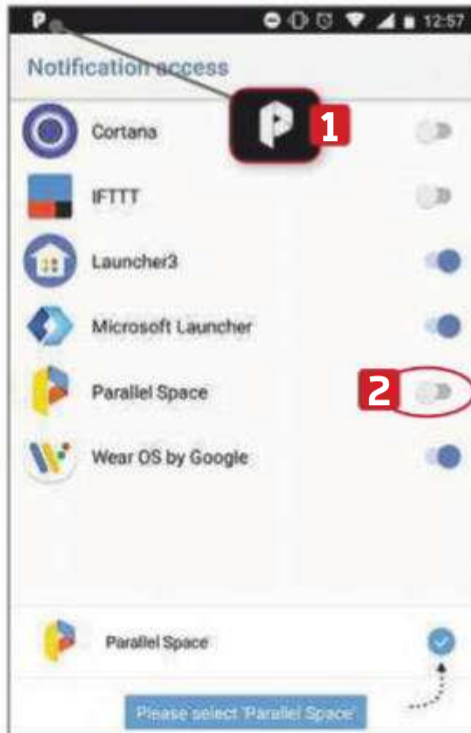 12:57
Notification access
Cortana
1
IFTTT
Launcher3
Microsoft Launcher
Parallel Space
2
Wear OS by Google
Parallel Space
Please select 'Parallel Space'